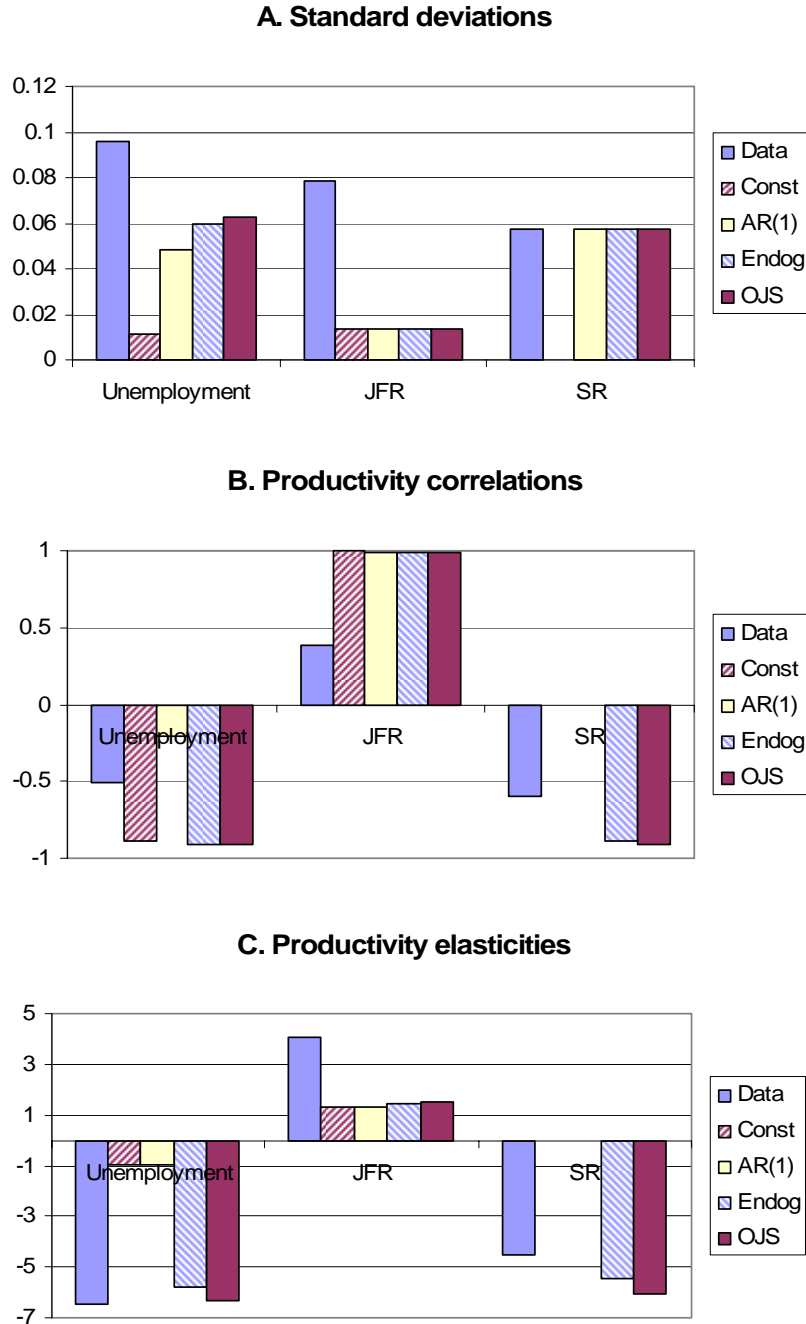 A. Standard deviations
0.12
0.1
0.08
0.06
0.04
0.02
0
Unemployment JFR SR
Data
Const
AR(1)
Endog
OJS
B. Productivity correlations
1
0.5
0
-0.5
-1
Unemployment JFR SR
Data
Const
AR(1)
Endog
OJS
C. Productivity elasticities
5
3
1
-1
-3
-5
-7
Unemployment JFR SR
Data
Const
AR(1)
Endog
OJS